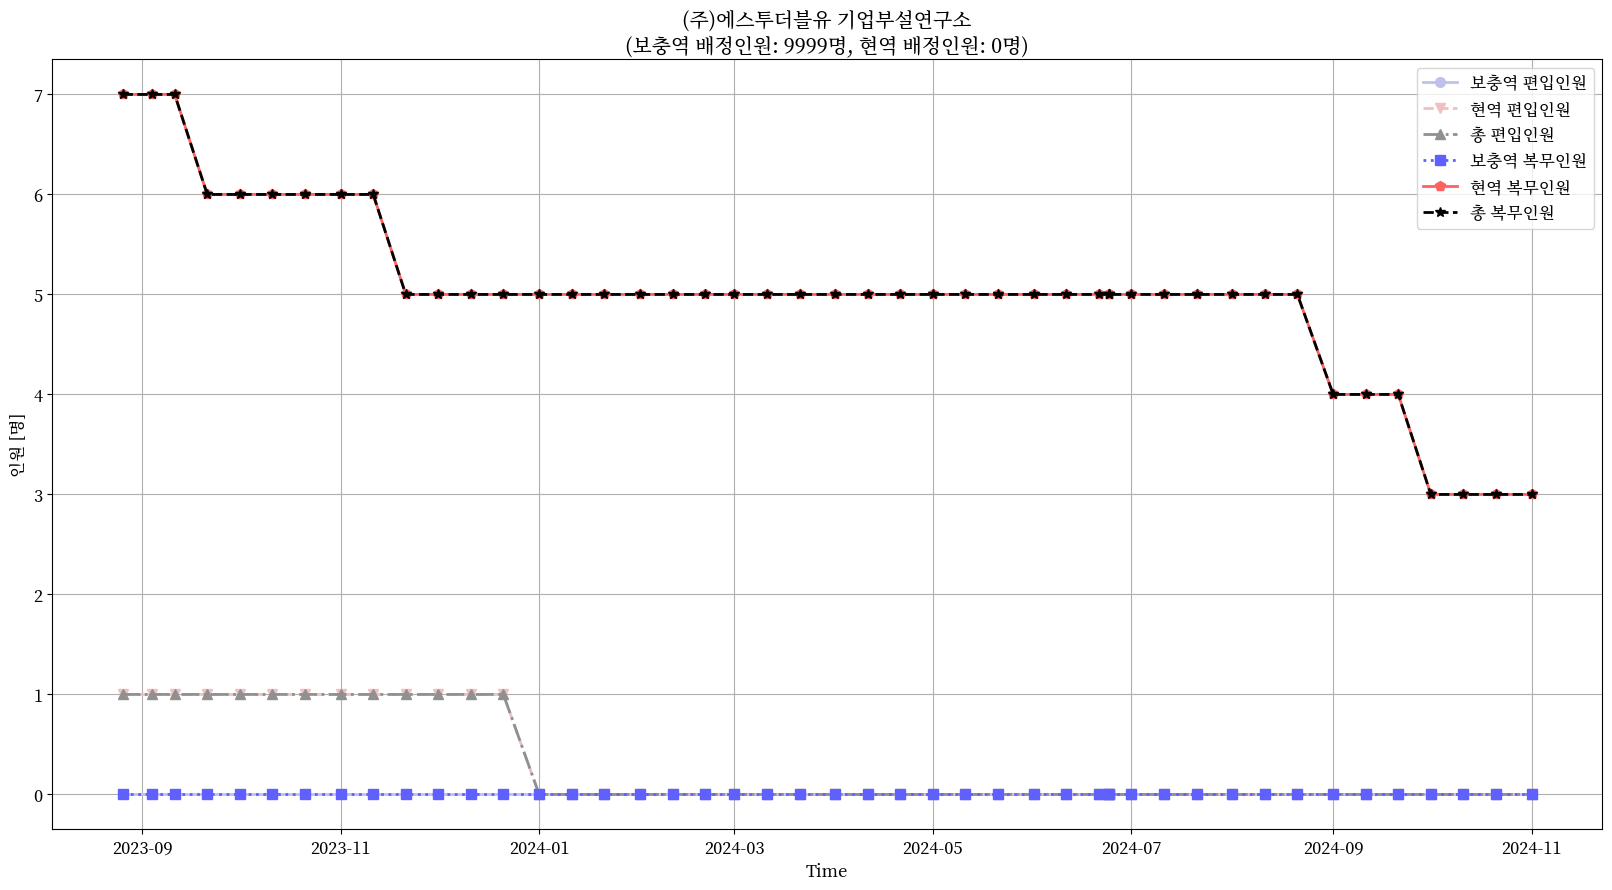 (주)에스투더블유 기업부설연구소
(보충역 배정인원: 9999명, 현역 배정인원: 0명)
보충역 편입인원
현역 편입인원
총 편입인원
보충역 복무인원
현역 복무인원
총 복무인원
7
6
5
4
3
2
1
0
인원 [명]
2023-09
2023-11
2024-01
2024-03
2024-05
2024-07
2024-09
2024-11
Time